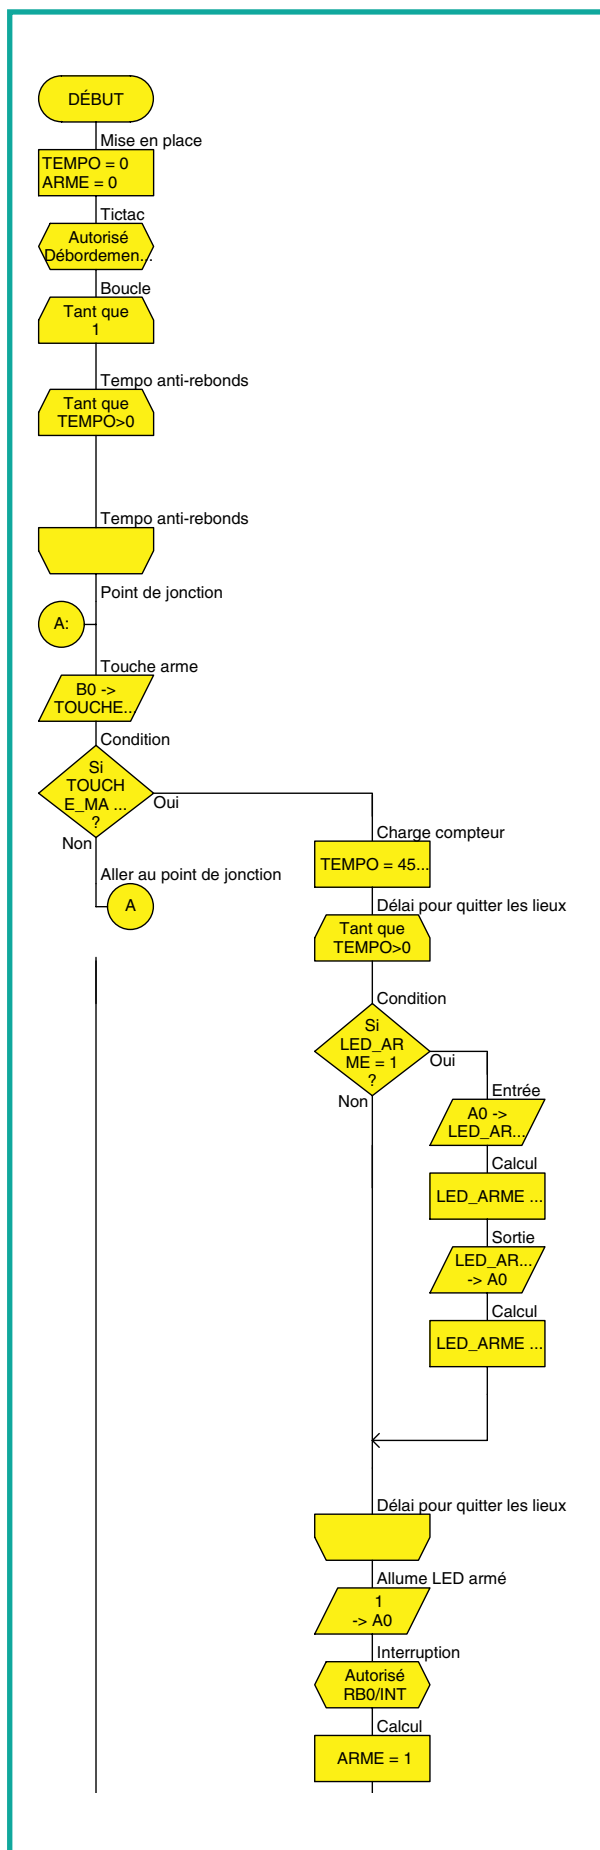 DÉBUT
Mise en place
TEMPO = 0
ARME = 0
Tictac
Autorisé
Débordemen...
Boucle
Tant que
1
Tempo anti-rebonds
Tant que
TEMPO>0
Tempo anti-rebonds
Point de jonction
A:
Touche arme
B0 ->
TOUCHE...
Condition
Si
TOUCH
E_MA ...
?
Oui
Non
Aller au point de jonction
A
Charge compteur
TEMPO = 45...
Délai pour quitter les lieux
Tant que
TEMPO>0
Condition
Si
LED_AR
ME = 1
?
Oui
Non
Entrée
A0 ->
LED_AR...
Calcul
LED_ARME ...
Sortie
LED_AR...
-> A0
Calcul
LED_ARME ...
Délai pour quitter les lieux
Allume LED armé
1
-> A0
Interruption
Autorisé
RB0/INT
Calcul
ARME = 1